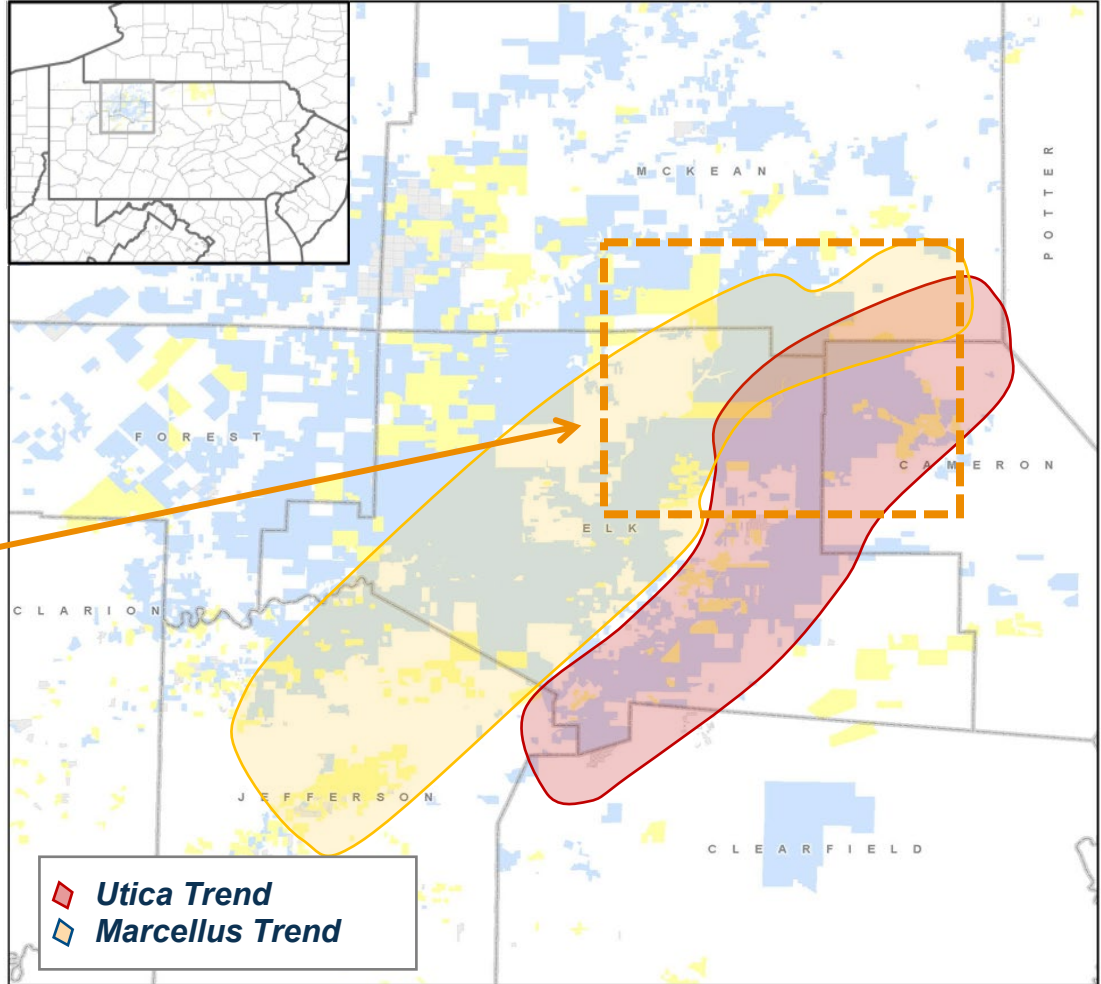 MCKEAN
POTTER
FOREST
CAMERON
ELK
CLARION
JEFFERSON
CLEARFIELD
Utica Trend
Marcellus Trend